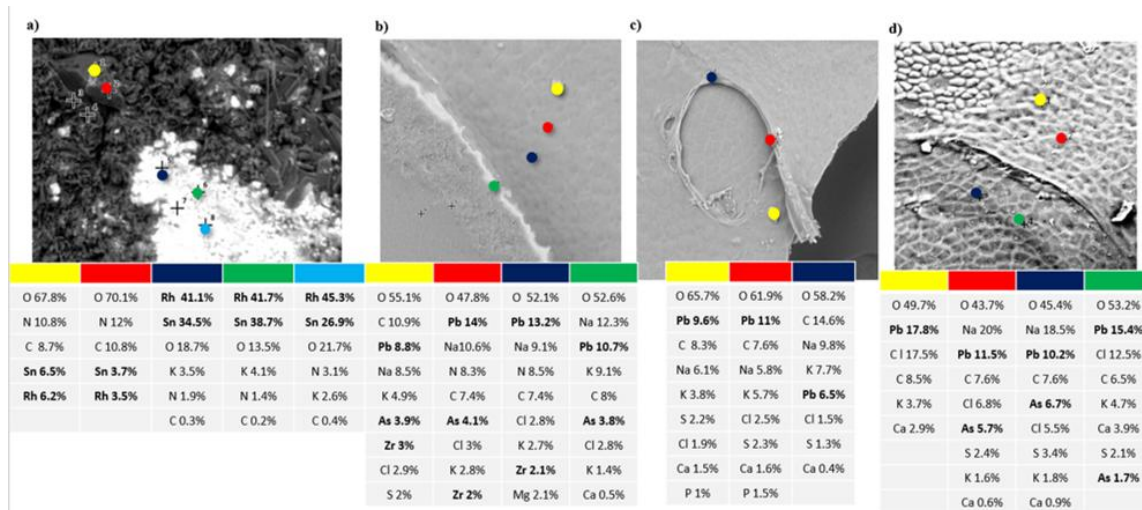 a)
b)
c)
d)
O 67.8% O 70.1% Rh 41.1% Rh 41.7% Rh 45.3%
N 10.8% N 12% Sn 34.5% Sn 38.7% Sn 26.9%
C 8.7% C 10.8% O 18.7% O 13.5% O 21.7%
Sn 6.5% Sn 3.7% K 3.5% K 4.1% N 3.1%
Rh 6.2% Rh 3.5% N 1.9% N 1.4% K 2.6%
C 0.3% C 0.2% C 0.4%
O 55.1% O 47.8% O 52.1% O 52.6%
C 10.9% Pb 14% Pb 13.2% Na 12.3%
Pb 8.8% Na10.6% Na 9.1% Pb 10.7%
Na 8.5% N 8.3% N 8.5% K 9.1%
K 4.9% C 7.4% C 7.4% C 8%
As 3.9% As 4.1% Cl 2.8% As 3.8%
Zr 3% Cl 3% K 2.7% Cl 2.8%
Cl 2.9% K 2.8% Zr 2.1% K 1.4%
S 2% Zr 2% Mg 2.1% Ca 0.5%
O 65.7% O 61.9% O 58.2%
Pb 9.6% Pb 11% C 14.6%
C 8.3% C 7.6% Na 9.8%
Na 6.1% Na 5.8% K 7.7%
K 3.8% K 5.7% Pb 6.5%
S 2.2% Cl 2.5% Cl 1.5%
Cl 1.9% S 2.3% S 1.3%
Ca 1.5% Ca 1.6% Ca 0.4%
P 1% P 1.5%
O 49.7% O 43.7% O 45.4% O 53.2%
Pb 17.8% Na 20% Na 18.5% Pb 15.4%
C l 17.5% Pb 11.5% Pb 10.2% Cl 12.5%
C 8.5% C 7.6% C 7.6% C 6.5%
K 3.7% Cl 6.8% As 6.7% K 4.7%
Ca 2.9% As 5.7% Cl 5.5% Ca 3.9%
S 2.4% S 3.4% S 2.1%
K 1.6% K 1.8% As 1.7%
Ca 0.6% Ca 0.9%